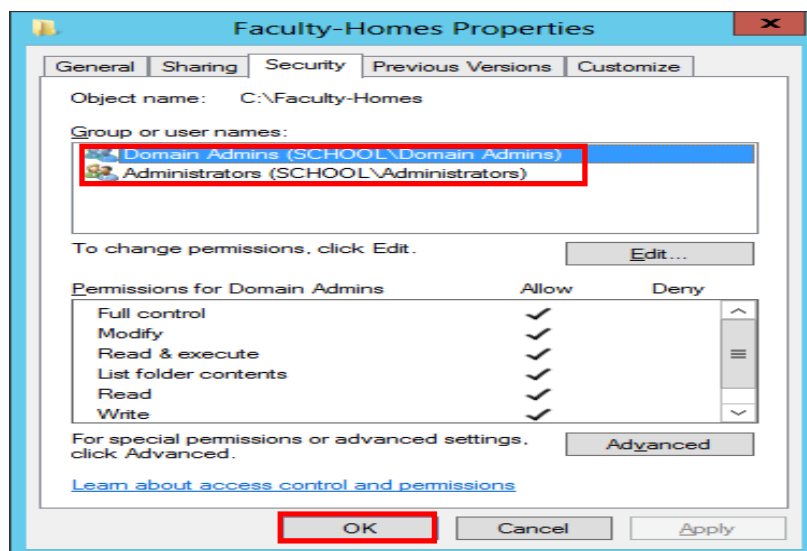 Faculty-Homes Properties
General Sharing Security Previous Versions Customize
Object name: C:\Faculty-Homes
Group or user names:
Domain Admins (SCHOOL\Domain Admins)
Administrators (SCHOOL\Administrators)
To change permissions, click Edit.
Edit...
Permissions for Domain Admins Allow Deny
Full control
Modify
Read & execute
List folder contents
Read
Write
For special permissions or advanced settings,
click Advanced.
Advanced
Learn about access control and permissions
OK Cancel Apply